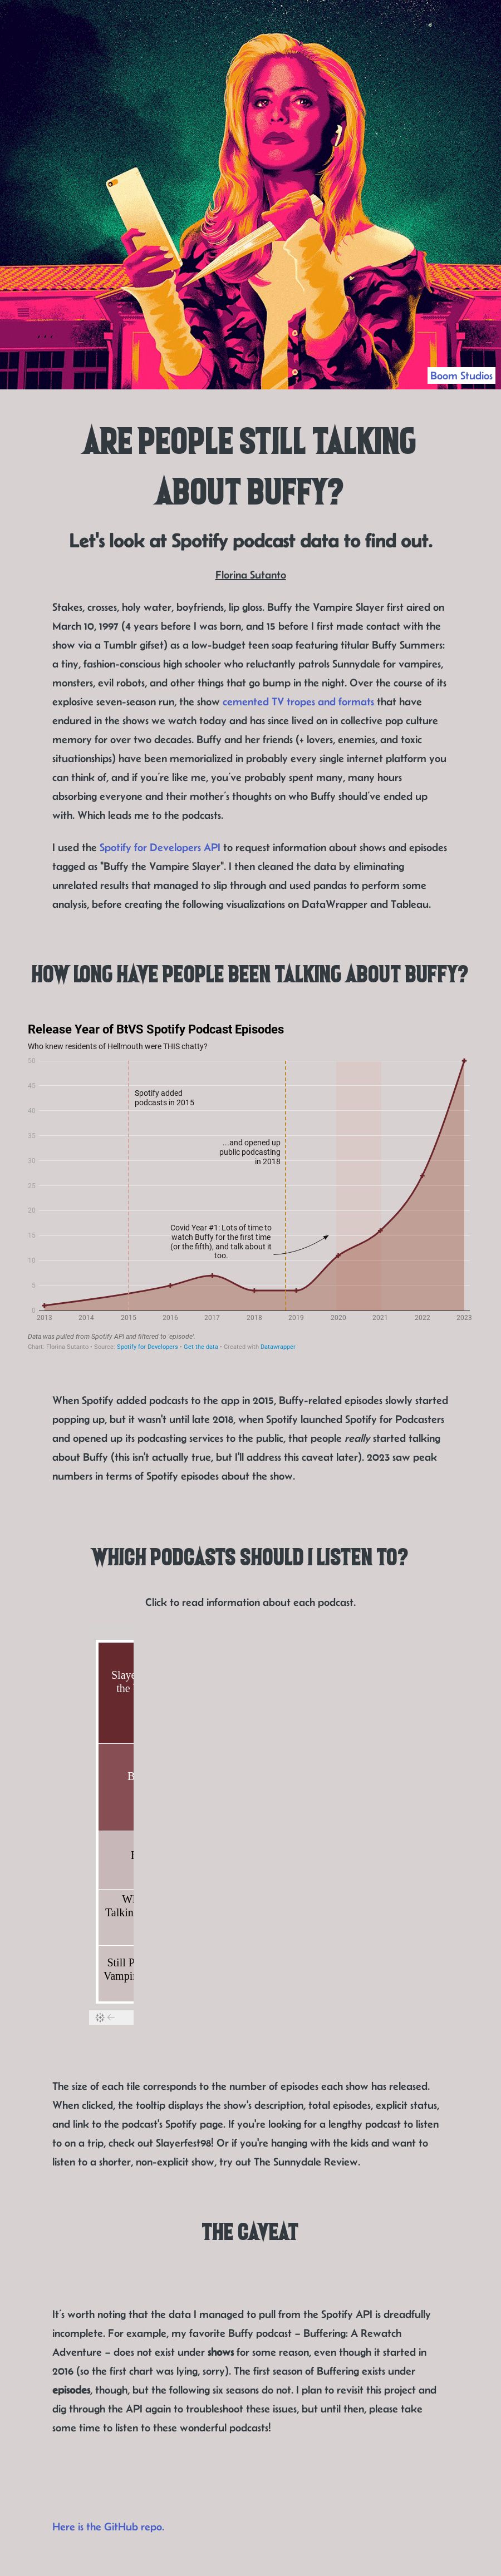 Boom Studios
ARE PEOPLE STILL TALKING
ABOUT BUFFY?
Let's look at Spotify podcast data to find out.
Florina Sutanto
Stakes, crosses, holy water, boyfriends, lip gloss. Buffy the Vampire Slayer first aired on
March 10, 1997 (4 years before I was born, and 15 before I first made contact with the
show via a Tumblr gifset) as a low-budget teen soap featuring titular Buffy Summers:
a tiny, fashion-conscious high schooler who reluctantly patrols Sunnydale for vampires,
monsters, evil robots, and other things that go bump in the night. Over the course of its
explosive seven-season run, the show cemented TV tropes and formats that have
endured in the shows we watch today and has since lived on in collective pop culture
memory for over two decades. Buffy and her friends (+ lovers, enemies, and toxic
situationships) have been memorialized in probably every single internet platform you
can think of, and if you're like me, you've probably spent many, many hours
absorbing everyone and their mother's thoughts on who Buffy should've ended up
with. Which leads me to the podcasts.
I used the Spotify for Developers API to request information about shows and episodes
tagged as "Buffy the Vampire Slayer". I then cleaned the data by eliminating
unrelated results that managed to slip through and used pandas to perform some
analysis, before creating the following visualizations on DataWrapper and Tableau.
HOW LONG HAVE PEOPLE BEEN TALKING ABOUT BUFFY?
Release Year of BtVS Spotify Podcast Episodes
Who knew residents of Hellmouth were THIS chatty?
50
45
40
35
30
25
20
15
10
5
0
Spotify added
podcasts in 2015
...and opened up
public podcasting
in 2018
Covid Year #1: Lots of time to
watch Buffy for the first time
(or the fifth), and talk about it
too.
2013 2014 2015 2016 2017 2018 2019 2020 2021 2022 2023
Data was pulled from Spotify API and filtered to 'episode'.
Chart: Florina Sutanto • Source: Spotify for Developers • Get the data • Created with Datawrapper
When Spotify added podcasts to the app in 2015, Buffy-related episodes slowly started
popping up, but it wasn't until late 2018, when Spotify launched Spotify for Podcasters
and opened up its podcasting services to the public, that people really started talking
about Buffy (this isn't actually true, but I'll address this caveat later). 2023 saw peak
numbers in terms of Spotify episodes about the show.
WHICH PODCASTS SHOULD I LISTEN TO?
Click to read information about each podcast.
Slaye
the
B
Talkin
Still P
Vampi
The size of each tile corresponds to the number of episodes each show has released.
When clicked, the tooltip displays the show's description, total episodes, explicit status,
and link to the podcast's Spotify page. If you're looking for a lengthy podcast to listen
to on a trip, check out Slayerfest98! Or if you're hanging with the kids and want to
listen to a shorter, non-explicit show, try out The Sunnydale Review.
THE CAVEAT
It's worth noting that the data I managed to pull from the Spotify API is dreadfully
incomplete. For example, my favorite Buffy podcast – Buffering: A Rewatch
Adventure – does not exist under shows for some reason, even though it started in
2016 (so the first chart was lying, sorry). The first season of Buffering exists under
episodes, though, but the following six seasons do not. I plan to revisit this project and
dig through the API again to troubleshoot these issues, but until then, please take
some time to listen to these wonderful podcasts!
Here is the GitHub repo.